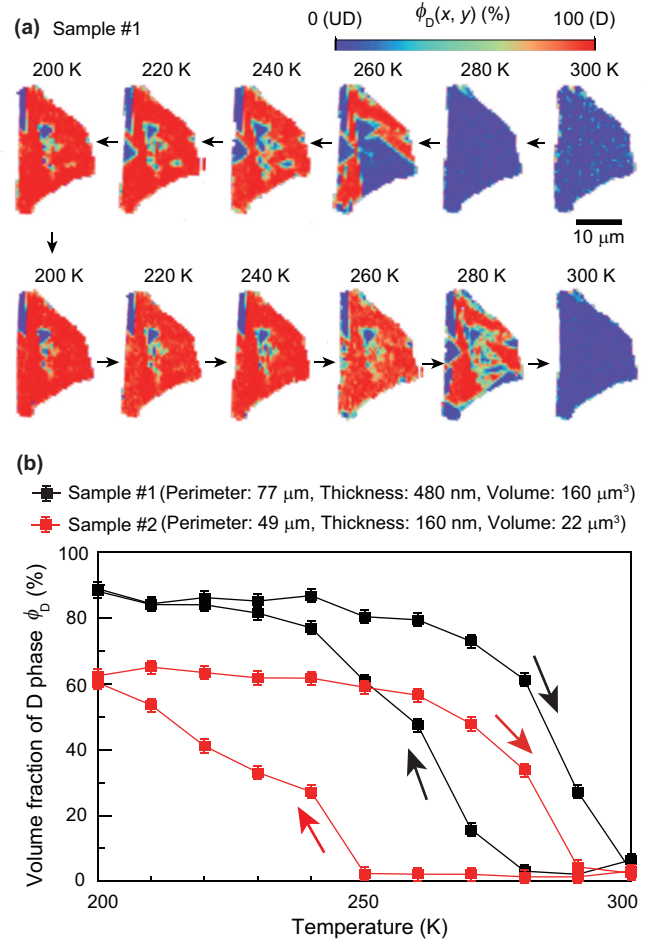 (a) Sample #1
ϕD(x, y) (%)
0 (UD) 100 (D)
200 K 220 K 240 K 260 K 280 K 300 K
10 μm
200 K 220 K 240 K 260 K 280 K 300 K
(b)
Sample #1 (Perimeter: 77 μm, Thickness: 480 nm, Volume: 160 μm³)
Sample #2 (Perimeter: 49 μm, Thickness: 160 nm, Volume: 22 μm³)
Volume fraction of D phase ϕD (%)
100
80
60
40
20
0
200 250 300
Temperature (K)